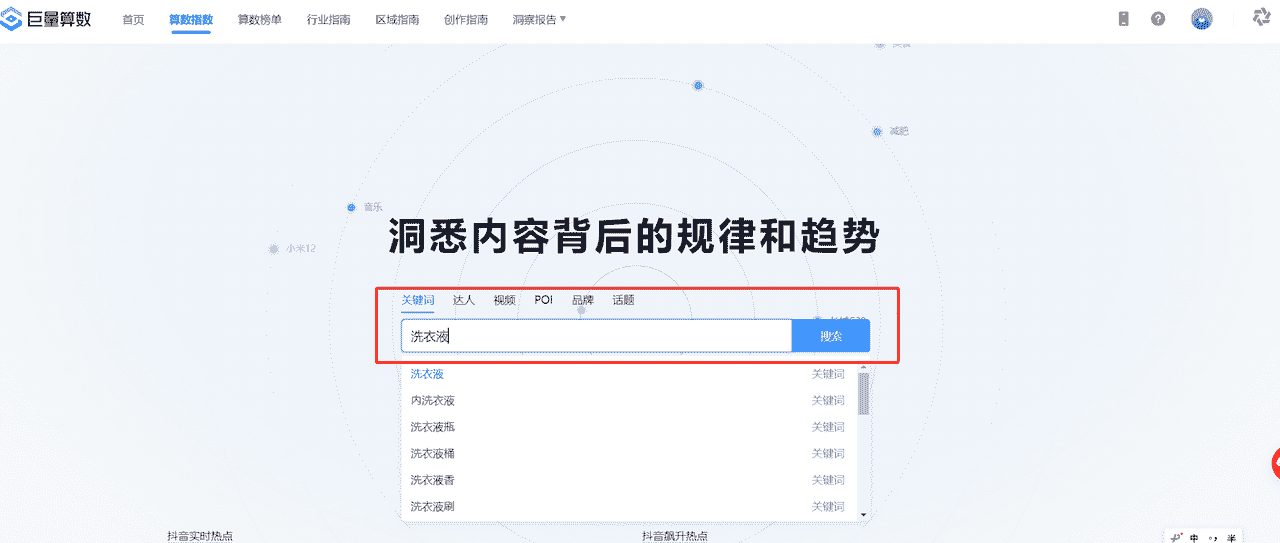 巨量算数 首页 算数指数 算数榜单 行业指南 区域指南 创作指南 洞察报告
减肥
音乐
小米12
洞悉内容背后的规律和趋势
关键词 达人 视频 POI 品牌 话题
洗衣液 搜索
洗衣液 关键词
内洗衣液 关键词
洗衣液瓶 关键词
洗衣液桶 关键词
洗衣液香 关键词
洗衣液刷 关键词
抖音实时热点 抖音飙升热点
中 半